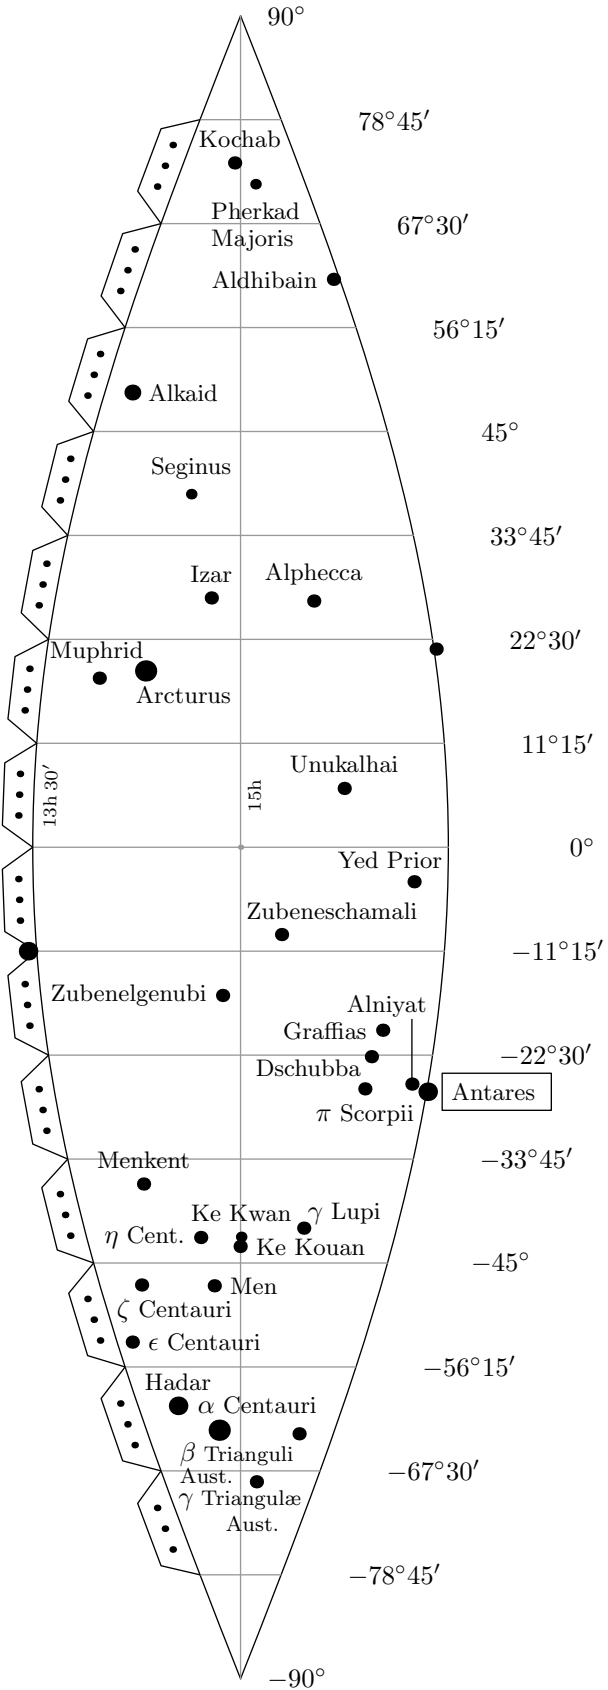 90°
78°45′
Kochab
Pherkad
Majoris
67°30′
Aldhibain
56°15′
Alkaid
45°
Seginus
33°45′
Izar
Alphecca
22°30′
Muphrid
Arcturus
11°15′
Unukalhai
13h 30′
15h
0°
Yed Prior
Zubeneschamali
−11°15′
Zubenelgenubi
Alniyat
Graffias
−22°30′
Dschubba
Antares
π Scorpii
−33°45′
Menkent
Ke Kwan
γ Lupi
η Cent.
Ke Kouan
−45°
Men
ζ Centauri
ϵ Centauri
−56°15′
Hadar
α Centauri
β Trianguli
Aust.
−67°30′
γ Triangulæ
Aust.
−78°45′
−90°